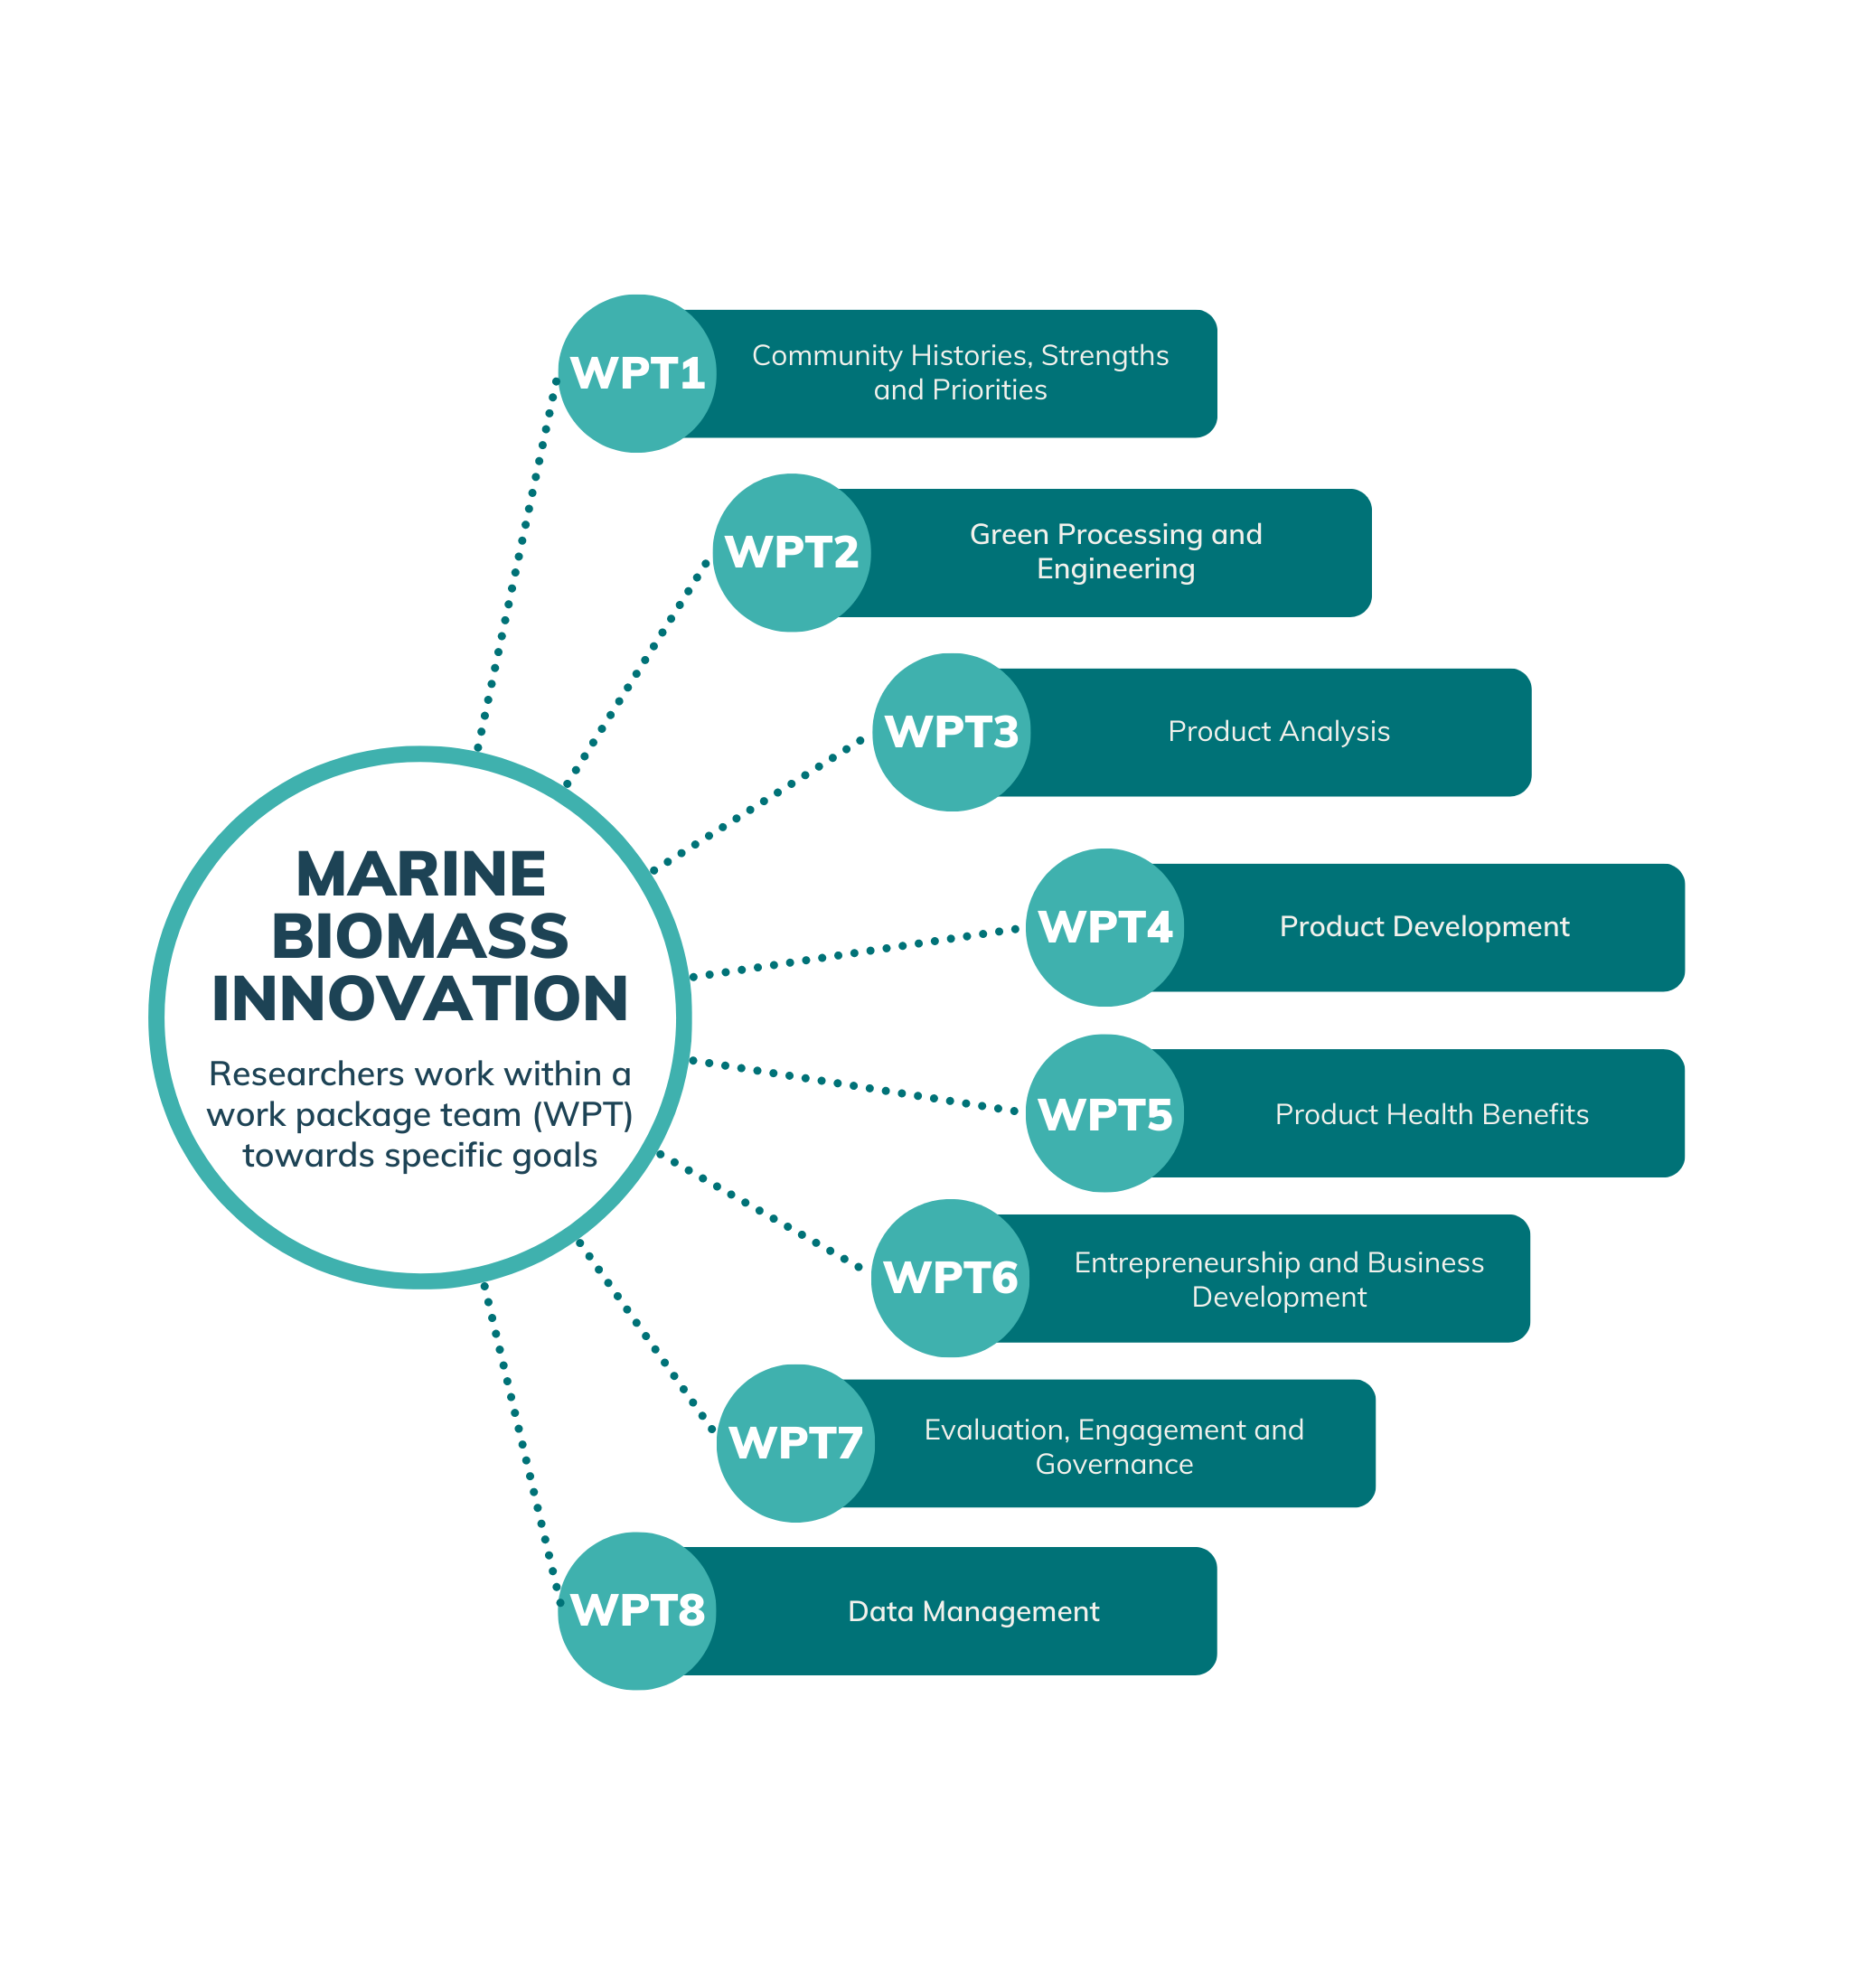 MARINE
BIOMASS
INNOVATION
Researchers work within a
work package team (WPT)
towards specific goals
WPT1
Community Histories, Strengths
and Priorities
WPT2
Green Processing and
Engineering
WPT3
Product Analysis
WPT4
Product Development
WPT5
Product Health Benefits
WPT6
Entrepreneurship and Business
Development
WPT7
Evaluation, Engagement and
Governance
WPT8
Data Management